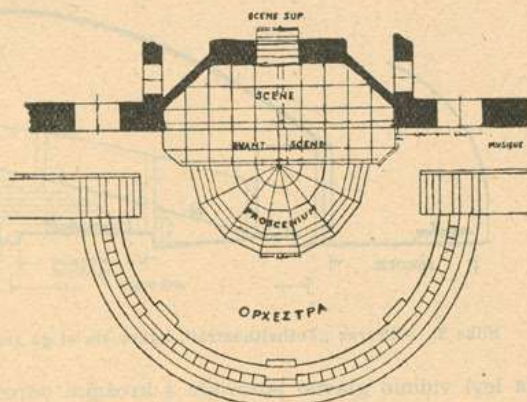 SCENE SUP.
SCENE
AVANT SCENE
MUSIQUE
PROSCENIUM
ΟΡΧΕΣΤΡΑ